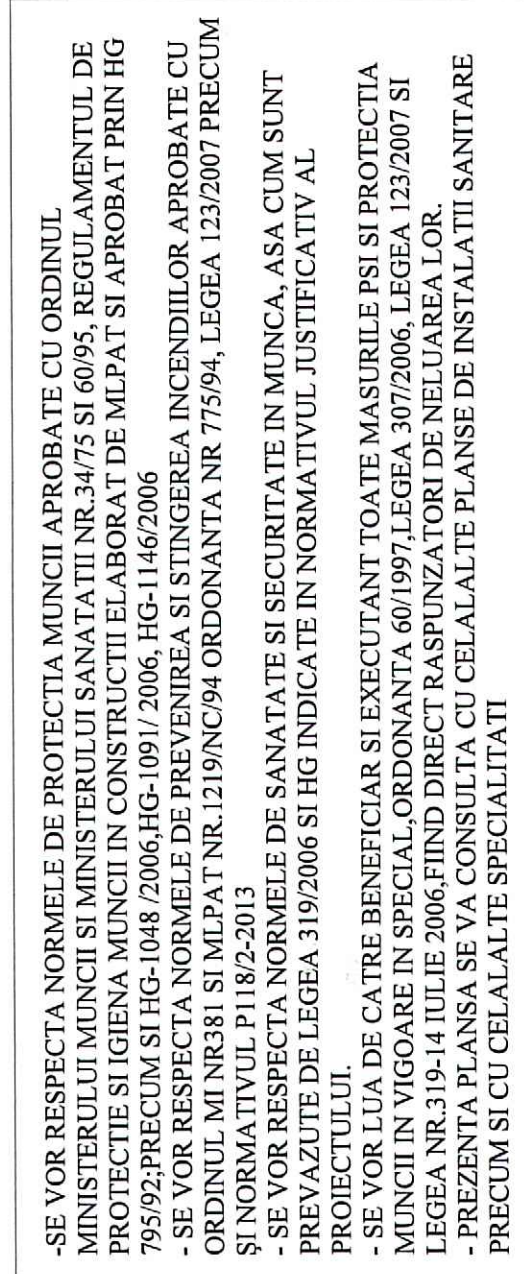 -SE VOR RESPECTA NORMELE DE PROTECTIA MUNCII APROBATE CU ORDINUL
MINISTERULUI MUNCII SI MINISTERULUI SANATATII NR.34/75 SI 60/95, REGULAMENTUL DE
PROTECTIE SI IGIENA MUNCII IN CONSTRUCTII ELABORAT DE MLPAT SI APROBAT PRIN HG
795/92;PRECUM SI HG-1048 /2006,HG-1091/ 2006, HG-1146/2006
- SE VOR RESPECTA NORMELE DE PREVENIREA SI STINGEREA INCENDIILOR APROBATE CU
ORDINUL MI NR381 SI MLPAT NR.1219/NC/94 ORDONANTA NR 775/94, LEGEA 123/2007 PRECUM
ȘI NORMATIVUL P118/2-2013
- SE VOR RESPECTA NORMELE DE SANATATE SI SECURITATE IN MUNCA, ASA CUM SUNT
PREVAZUTE DE LEGEA 319/2006 SI HG INDICATE IN NORMATIVUL JUSTIFICATIV AL
PROIECTULUI.
- SE VOR LUA DE CATRE BENEFICIAR SI EXECUTANT TOATE MASURILE PSI SI PROTECTIA
MUNCII IN VIGOARE IN SPECIAL,ORDONANTA 60/1997,LEGEA 307/2006, LEGEA 123/2007 SI
LEGEA NR.319-14 IULIE 2006,FIIND DIRECT RASPUNZATORI DE NELUAREA LOR.
- PREZENTA PLANSA SE VA CONSULTA CU CELALALTE PLANSE DE INSTALATII SANITARE
PRECUM SI CU CELALALTE SPECIALITATI